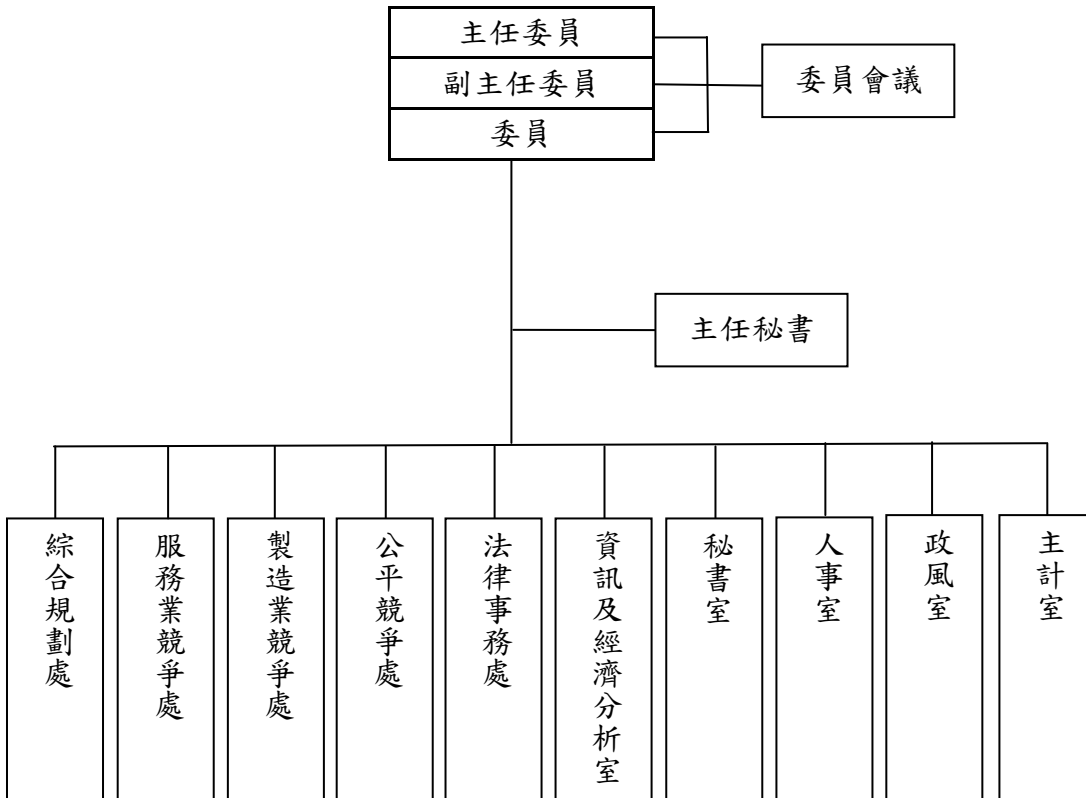 主任委員
副主任委員
委員
委員會議
主任秘書
綜合規劃處
服務業競爭處
製造業競爭處
公平競爭處
法律事務處
資訊及經濟分析室
秘書室
人事室
政風室
主計室